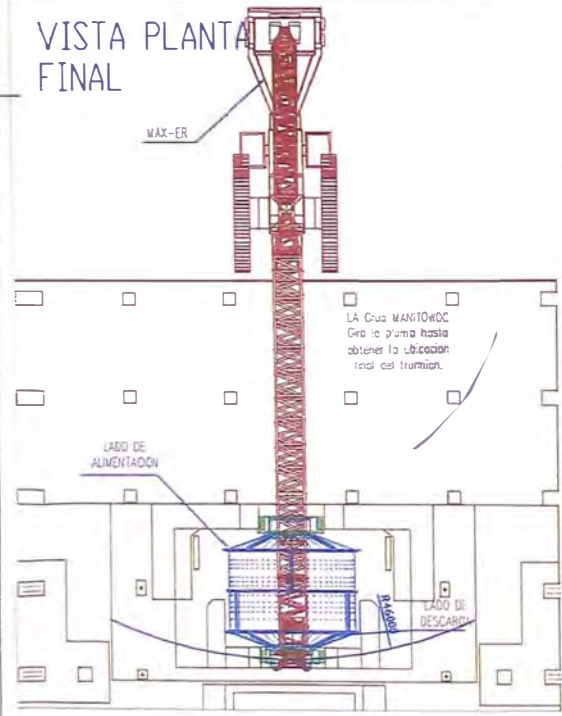 VISTA PLANTA
FINAL
MAX-ER
LA Grua MANITOWOC
Gira la pluma hasta
obtener la ubicacion
final del trunnion.
LADO DE
ALIMENTACION
R46000
LADO DE
DESCARGA